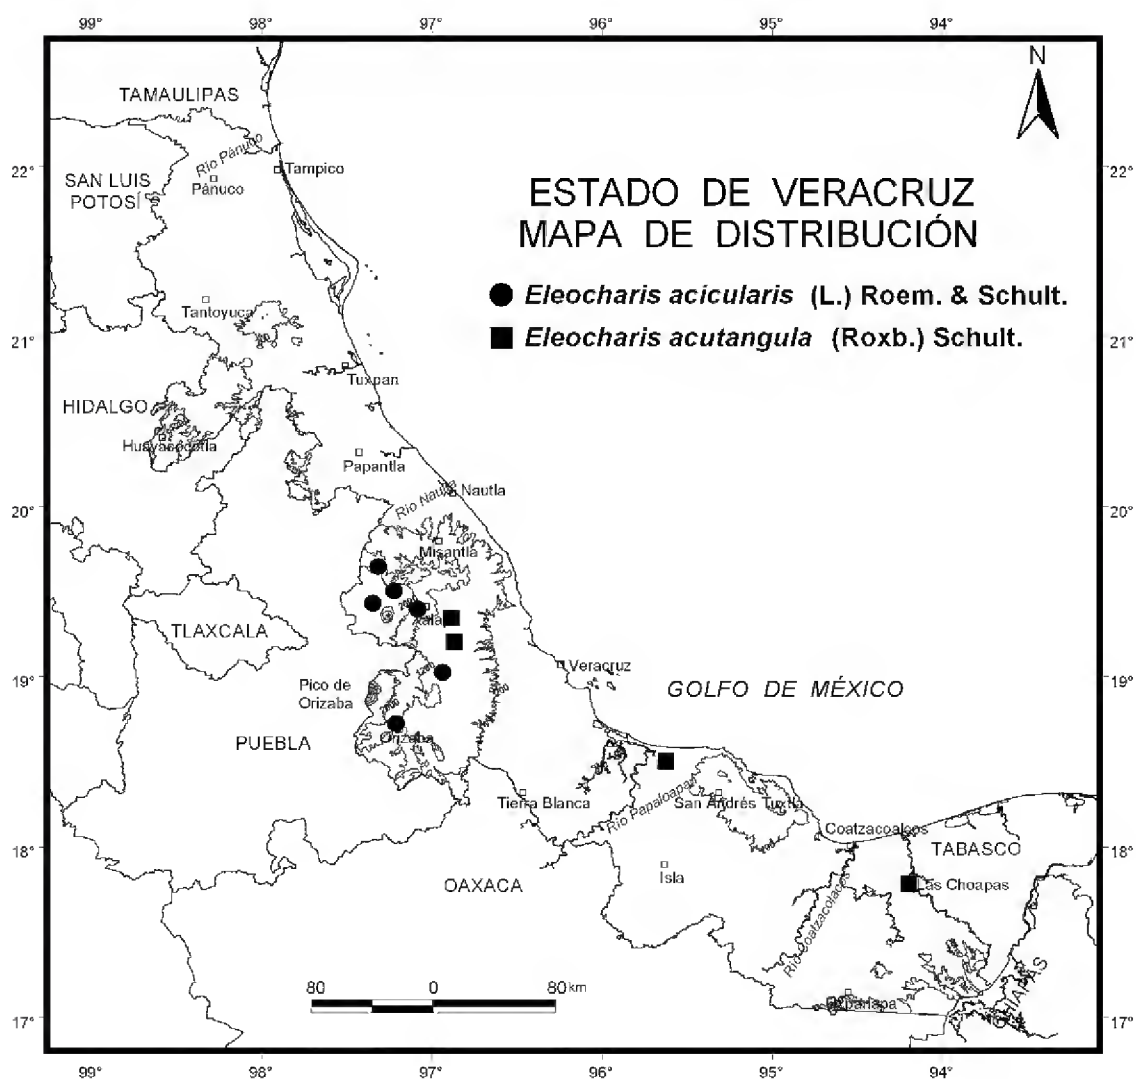 99° 98° 97° 96° 95° 94°
N
TAMAULIPAS
Río Pánuco
22° Tampico 22°
SAN LUIS
POTOSÍ
Pánuco
ESTADO DE VERACRUZ
MAPA DE DISTRIBUCIÓN
Eleocharis acicularis (L.) Roem. & Schult.
Eleocharis acutangula (Roxb.) Schult.
Tantoyuca
21° 21°
Tuxpan
HIDALGO
Huayacocotla
Papantla
Nautla
Río Nautla
20° 20°
Misantla
TLAXCALA
Veracruz
19° 19°
Pico de
Orizaba
GOLFO DE MÉXICO
PUEBLA
Orizaba
Tierra Blanca
Río Papaloapan
San Andrés Tuxtla
Coatzacoalcos
18° 18°
TABASCO
OAXACA
Isla
Las Choapas
CHIAPAS
80 0 80 km
17° 17°
99° 98° 97° 96° 95° 94°